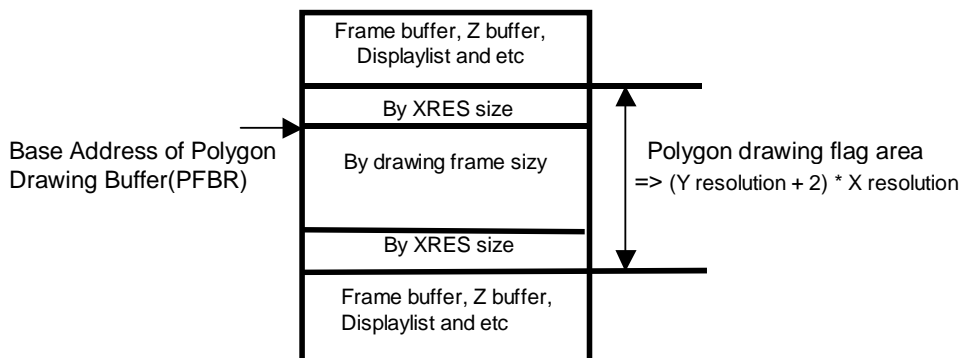 Frame buffer, Z buffer,
Displaylist and etc
By XRES size
Base Address of Polygon
Drawing Buffer(PFBR)
By drawing frame sizy
Polygon drawing flag area
=> (Y resolution + 2) * X resolution
By XRES size
Frame buffer, Z buffer,
Displaylist and etc